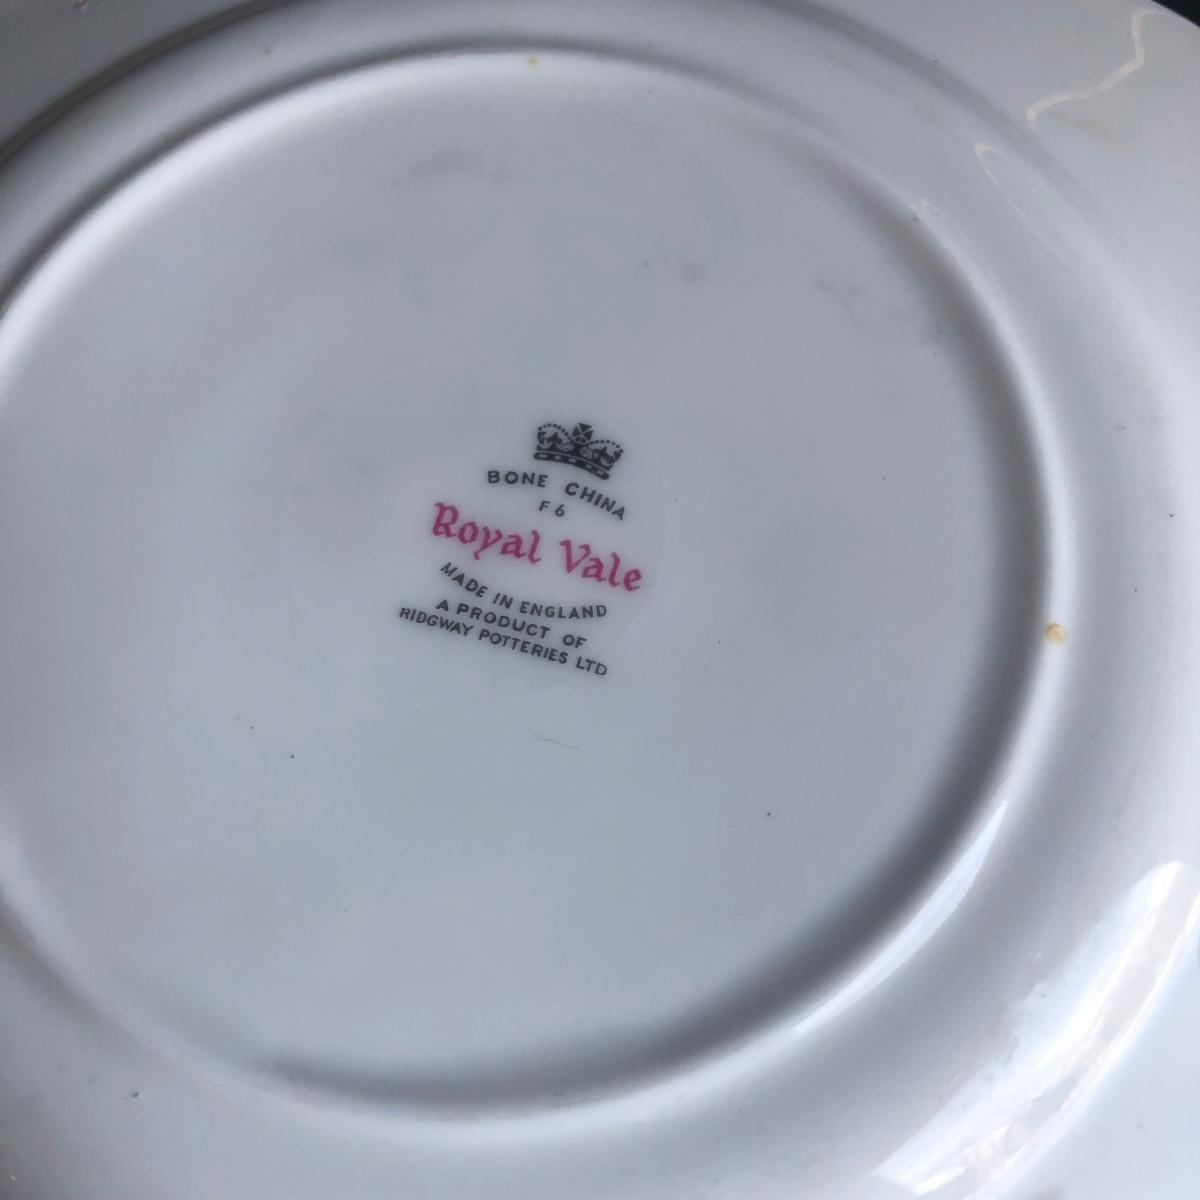 BONE CHINA
F 6
Royal Vale
MADE IN ENGLAND
A PRODUCT OF
RIDGWAY POTTERIES LTD